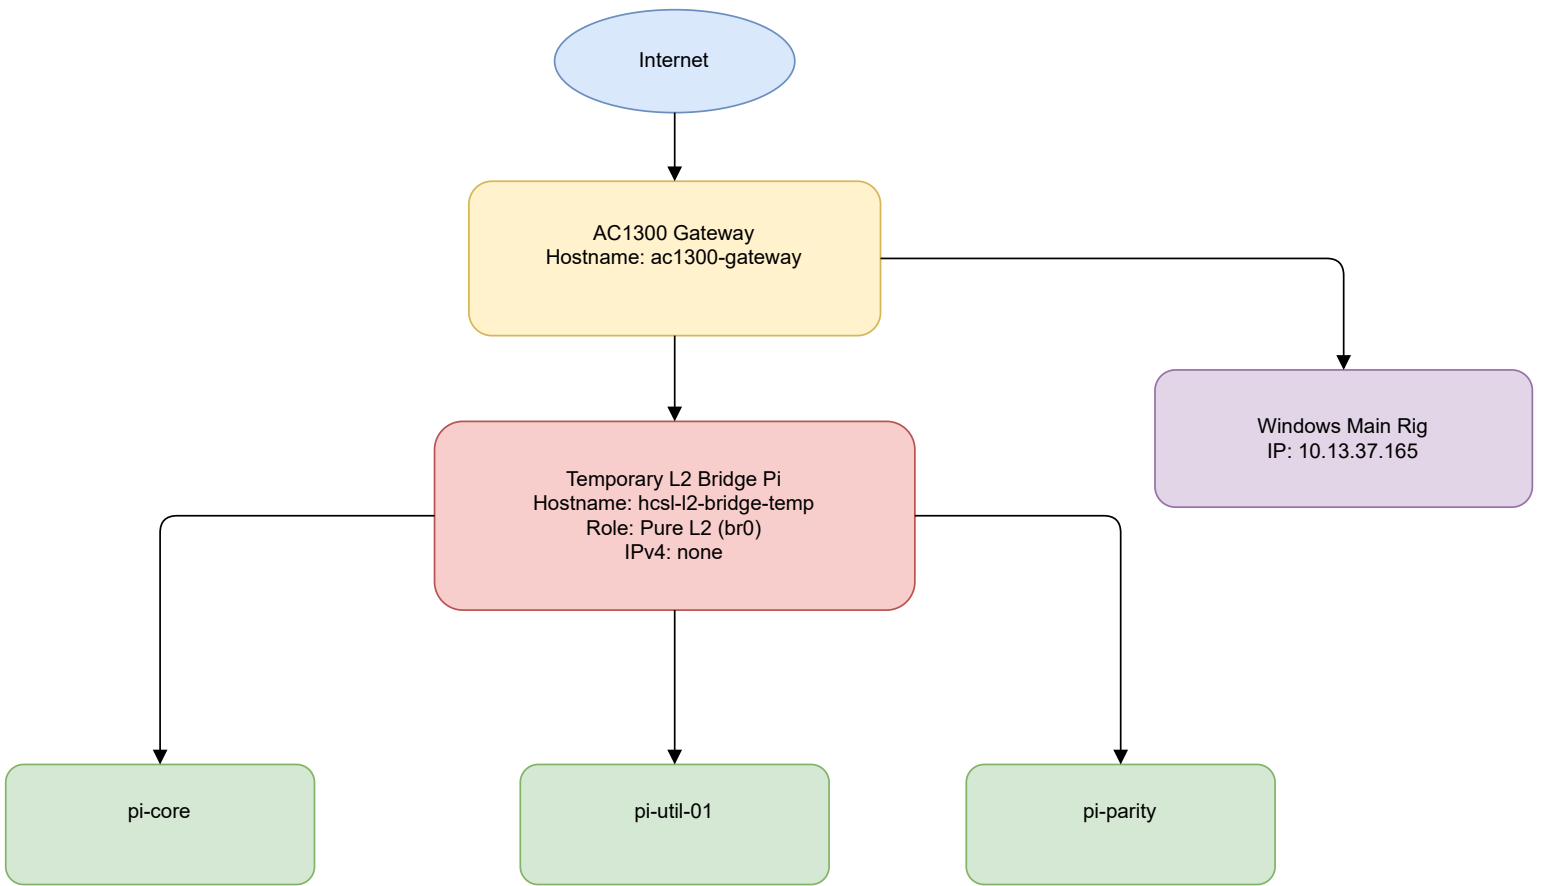 Internet
AC1300 Gateway
Hostname: ac1300-gateway
Windows Main Rig
IP: 10.13.37.165
Temporary L2 Bridge Pi
Hostname: hcsl-l2-bridge-temp
Role: Pure L2 (br0)
IPv4: none
pi-core
pi-util-01
pi-parity